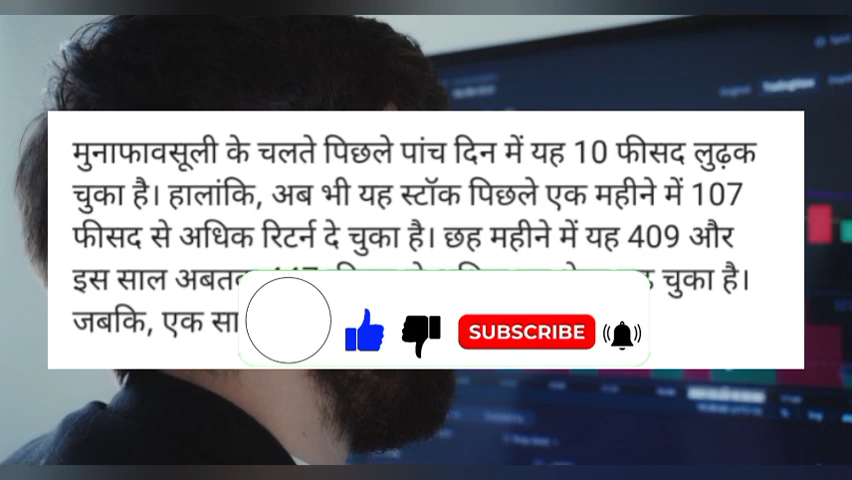 मुनाफावसूली के चलते पिछले पांच दिन में यह 10 फीसद लुढ़क
चुका है। हालांकि, अब भी यह स्टॉक पिछले एक महीने में 107
फीसद से अधिक रिटर्न दे चुका है। छह महीने में यह 409 और
इस साल अबतक चुका है।
जबकि, एक
SUBSCRIBE